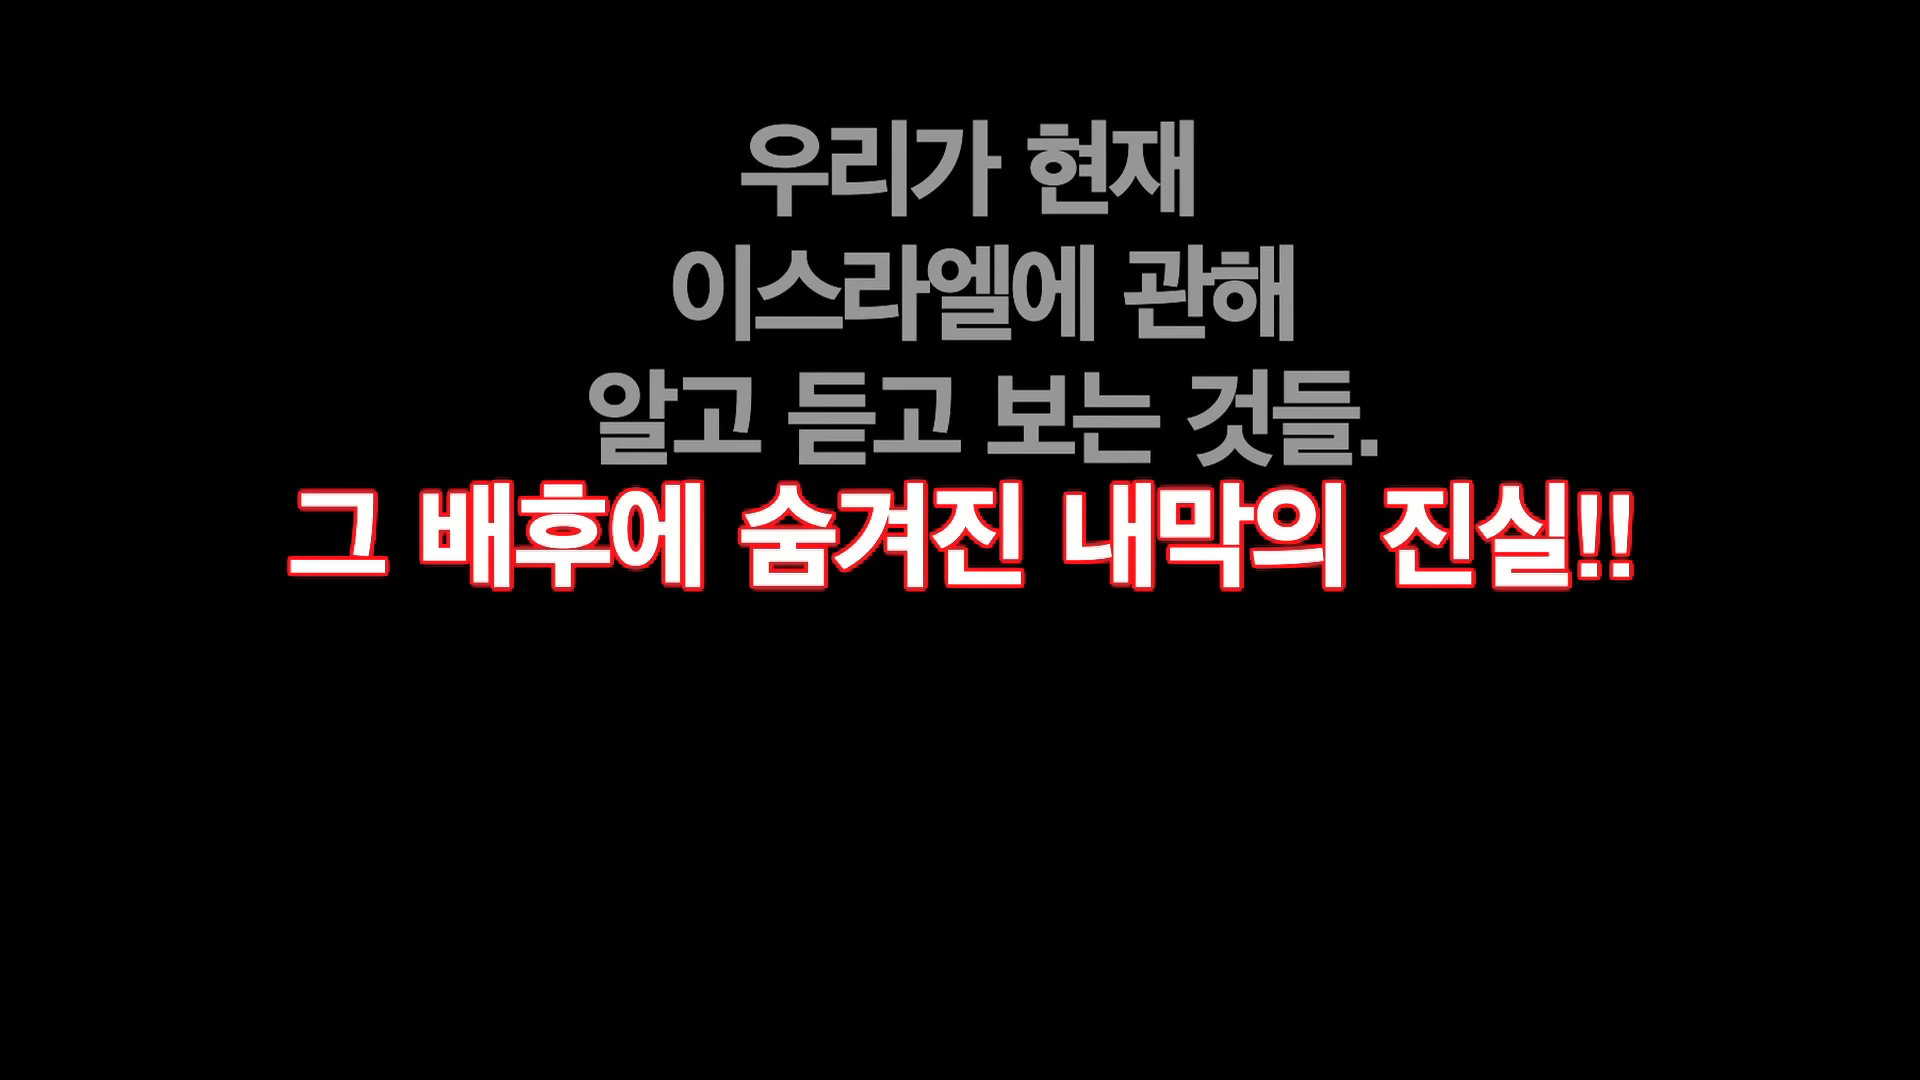 우리가 현재
이스라엘에 관해
알고 듣고 보는 것들.
그 배후에 숨겨진 내막의 진실!!